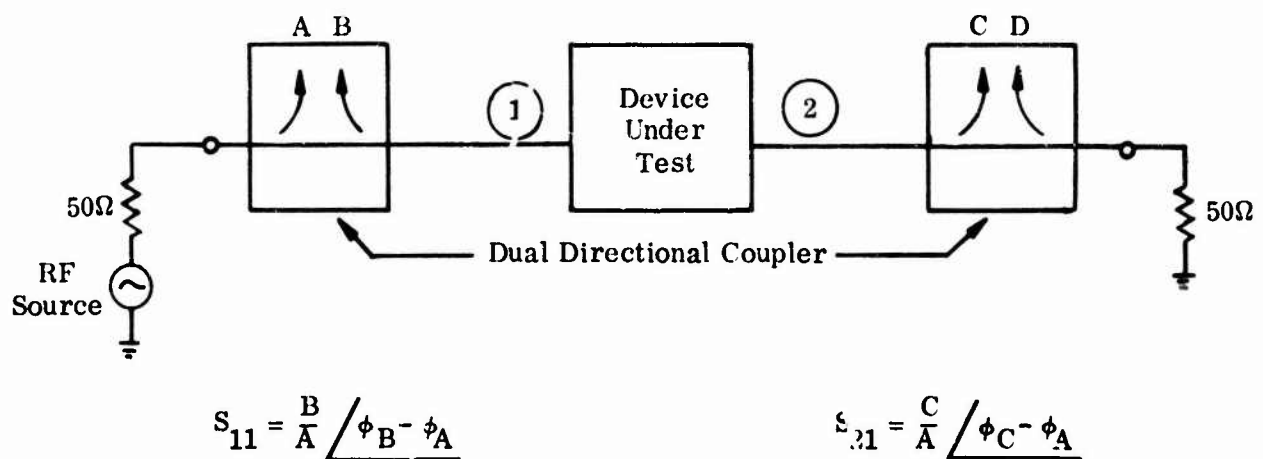 A B
C D
1
Device
Under
Test
2
50Ω
50Ω
Dual Directional Coupler
RF
Source
S11 = B/A /ϕB - ϕA
S21 = C/A /ϕC - ϕA